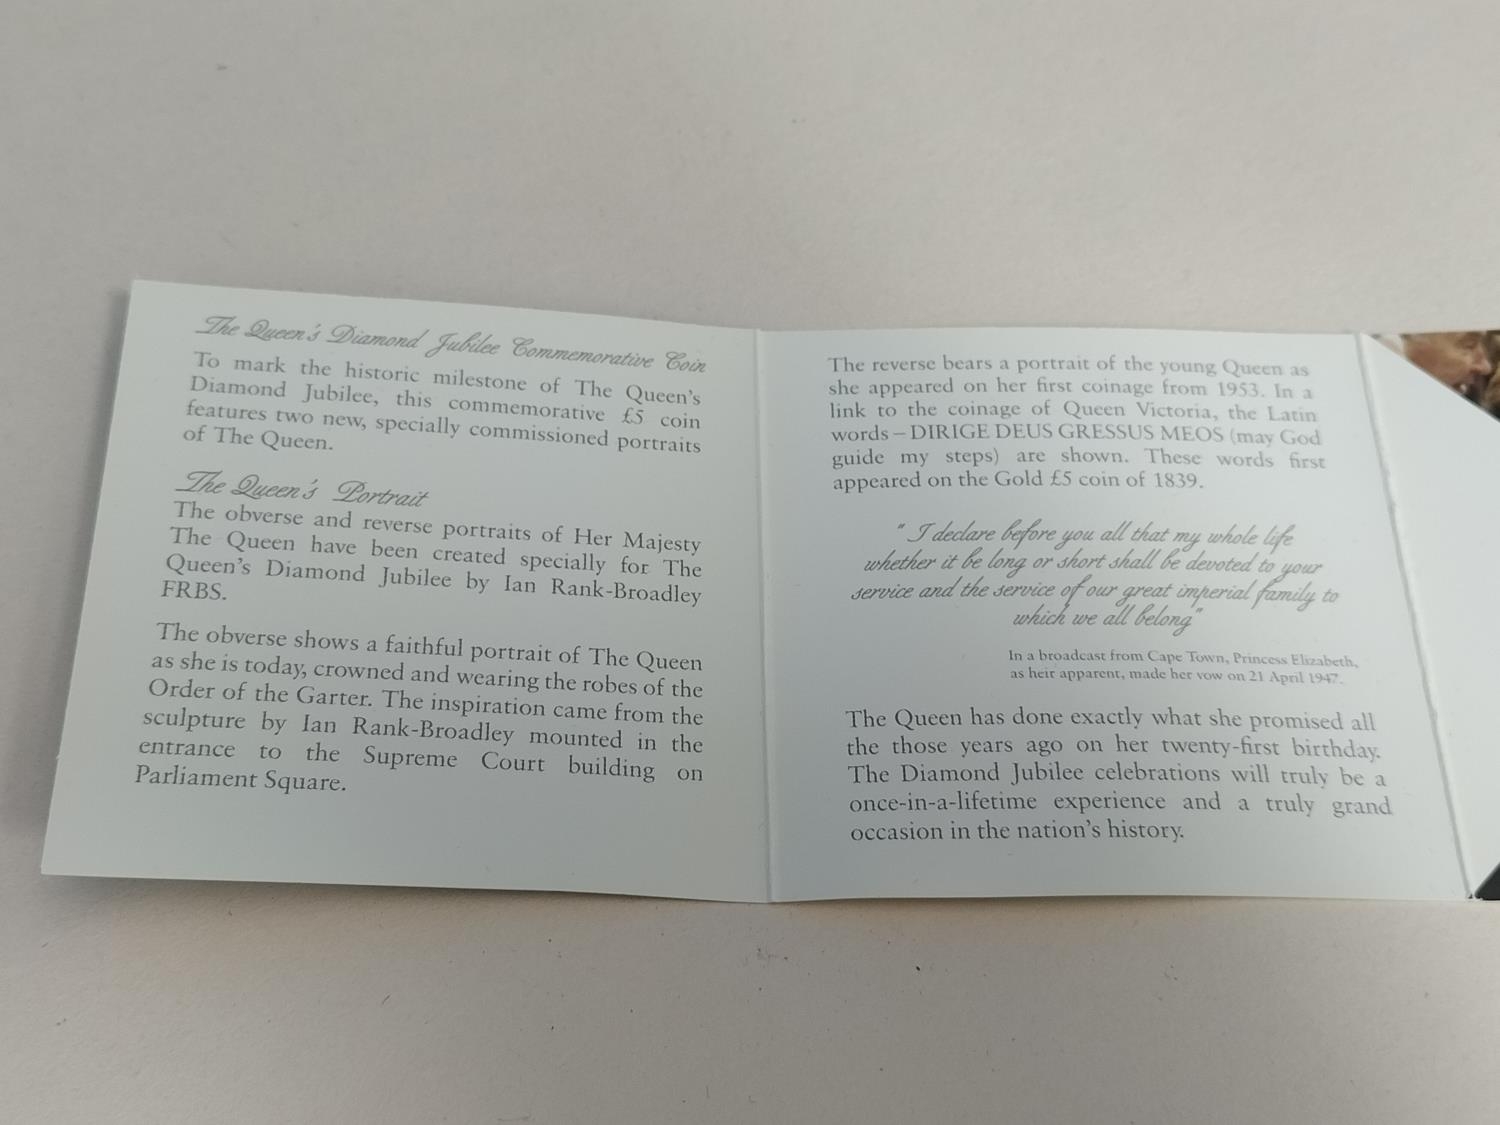 The Queen's Diamond Jubilee Commemorative Coin
To mark the historic milestone of The Queen's
Diamond Jubilee, this commemorative £5 coin
features two new, specially commissioned portraits
of The Queen.
The Queen's Portrait
The obverse and reverse portraits of Her Majesty
The Queen have been created specially for The
Queen's Diamond Jubilee by Ian Rank-Broadley
FRBS.
The obverse shows a faithful portrait of The Queen
as she is today, crowned and wearing the robes of the
Order of the Garter. The inspiration came from the
sculpture by Ian Rank-Broadley mounted in the
entrance to the Supreme Court building on
Parliament Square.
The reverse bears a portrait of the young Queen as
she appeared on her first coinage from 1953. In a
link to the coinage of Queen Victoria, the Latin
words – DIRIGE DEUS GRESSUS MEOS (may God
guide my steps) are shown. These words first
appeared on the Gold £5 coin of 1839.
" I declare before you all that my whole life
whether it be long or short shall be devoted to your
service and the service of our great imperial family to
which we all belong"
In a broadcast from Cape Town, Princess Elizabeth,
as heir apparent, made her vow on 21 April 1947.
The Queen has done exactly what she promised all
the those years ago on her twenty-first birthday.
The Diamond Jubilee celebrations will truly be a
once-in-a-lifetime experience and a truly grand
occasion in the nation's history.